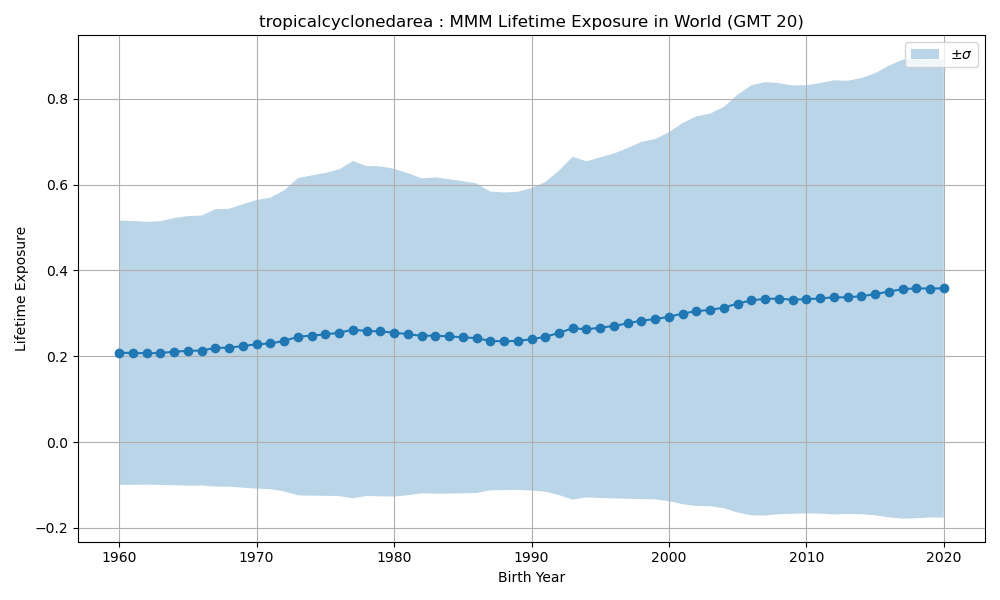 tropicalcyclonedarea : MMM Lifetime Exposure in World (GMT 20)
±σ
Lifetime Exposure
0.8
0.6
0.4
0.2
0.0
−0.2
1960 1970 1980 1990 2000 2010 2020
Birth Year